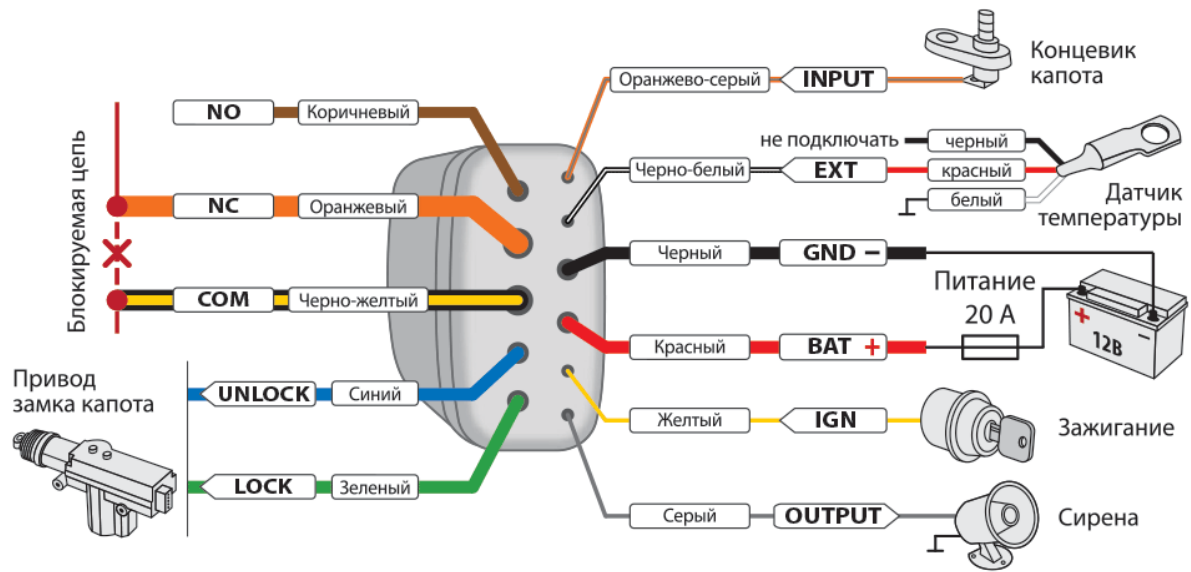 NO
Коричневый
NC
Оранжевый
COM
Черно-желтый
Блокируемая цепь
Привод
замка капота
UNLOCK
Синий
LOCK
Зеленый
Оранжево-серый
INPUT
Концевик
капота
Черно-белый
EXT
не подключать
черный
красный
белый
Датчик
температуры
Черный
GND –
Красный
BAT +
Питание
20 А
+
12В
Желтый
IGN
Зажигание
Серый
OUTPUT
Сирена